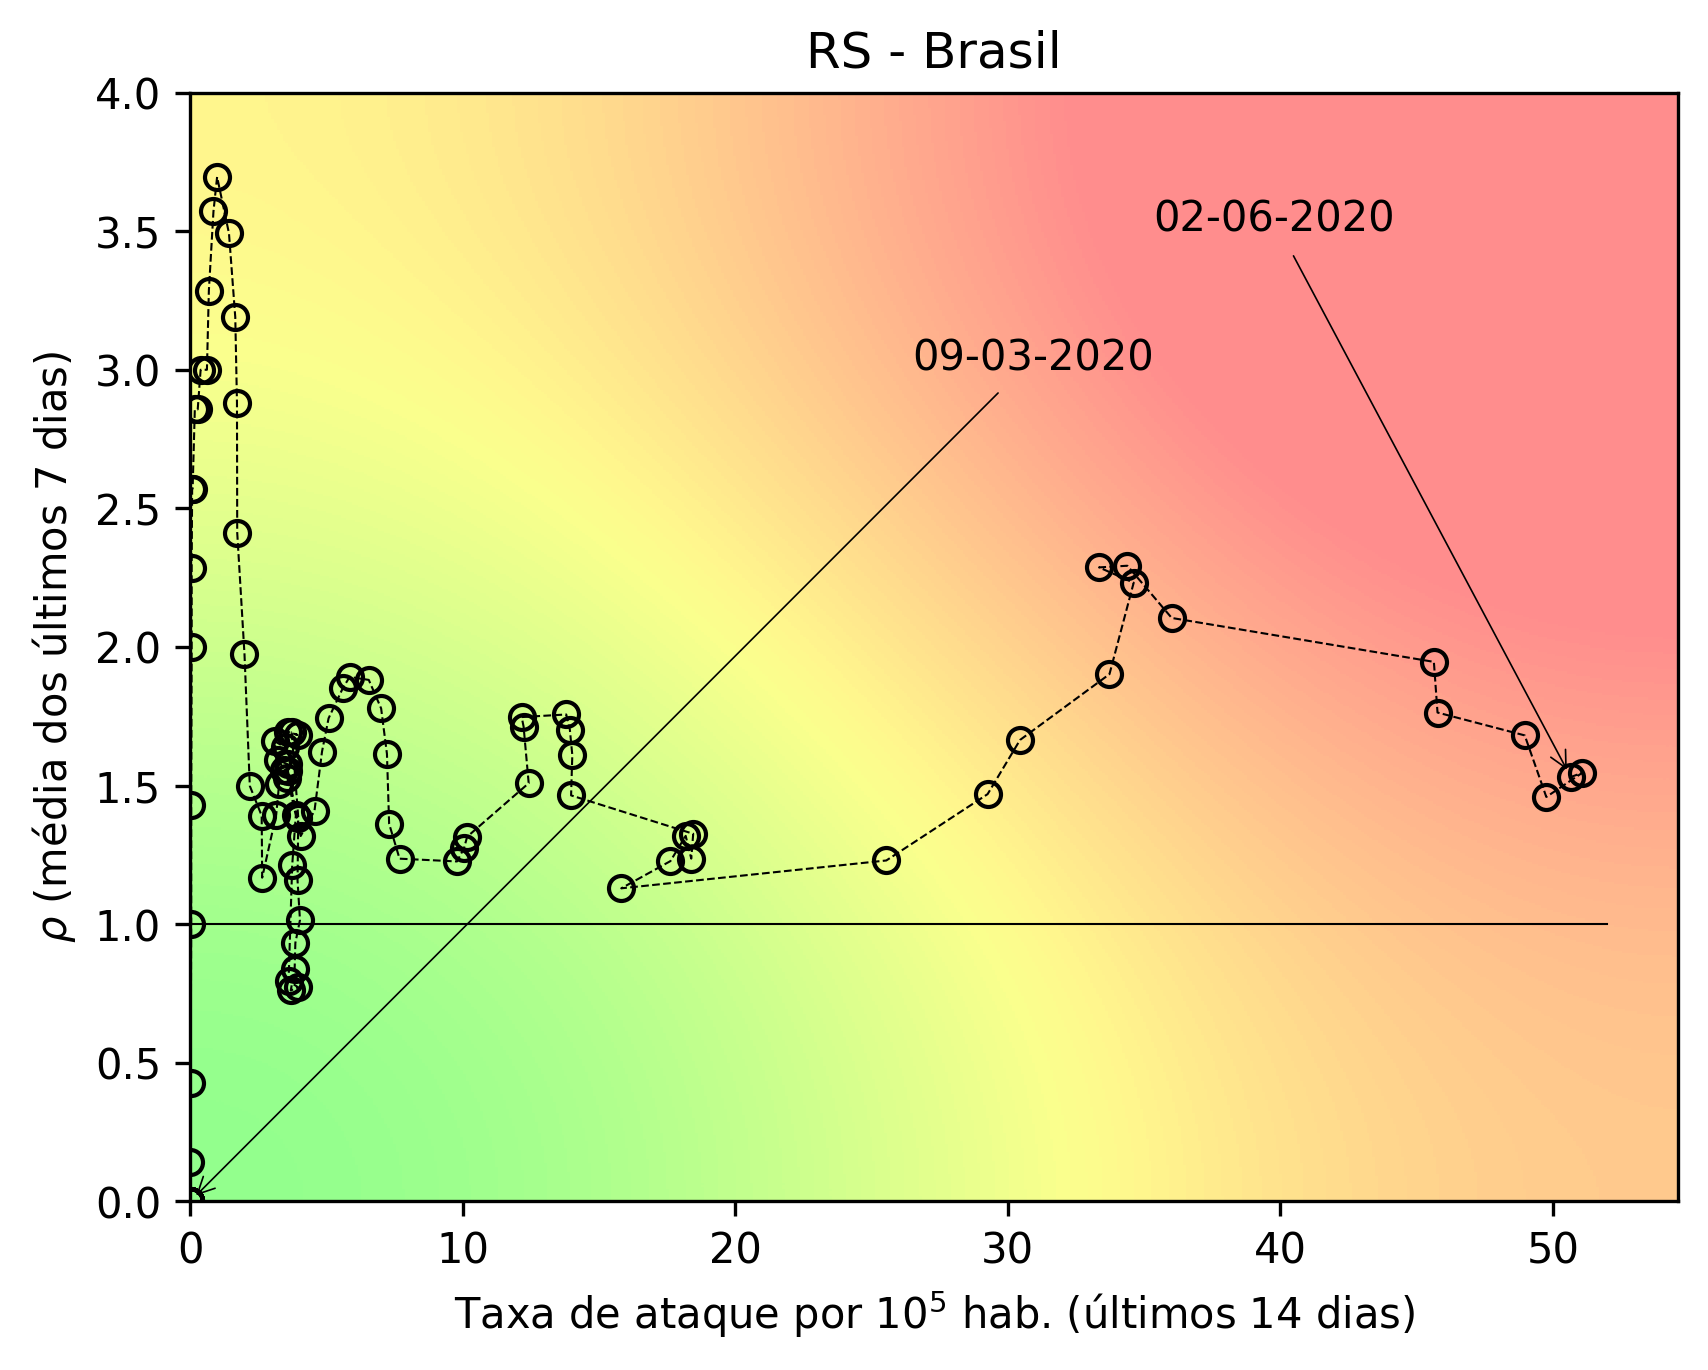 RS - Brasil
4.0
3.5
3.0
2.5
2.0
1.5
1.0
0.5
0.0
ρ (média dos últimos 7 dias)
02-06-2020
09-03-2020
0 10 20 30 40 50
Taxa de ataque por 10⁵ hab. (últimos 14 dias)